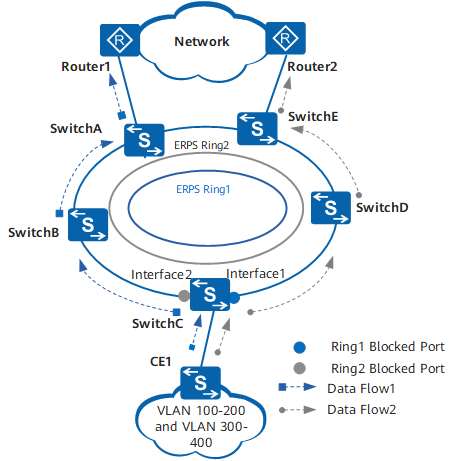 R
R
Network
Router1
Router2
SwitchA
SwitchE
S
S
ERPS Ring2
ERPS Ring1
SwitchB
S
S
SwitchD
Interface2
Interface1
S
SwitchC
CE1
S
VLAN 100-200
and VLAN 300-
400
Ring1 Blocked Port
Ring2 Blocked Port
Data Flow1
Data Flow2